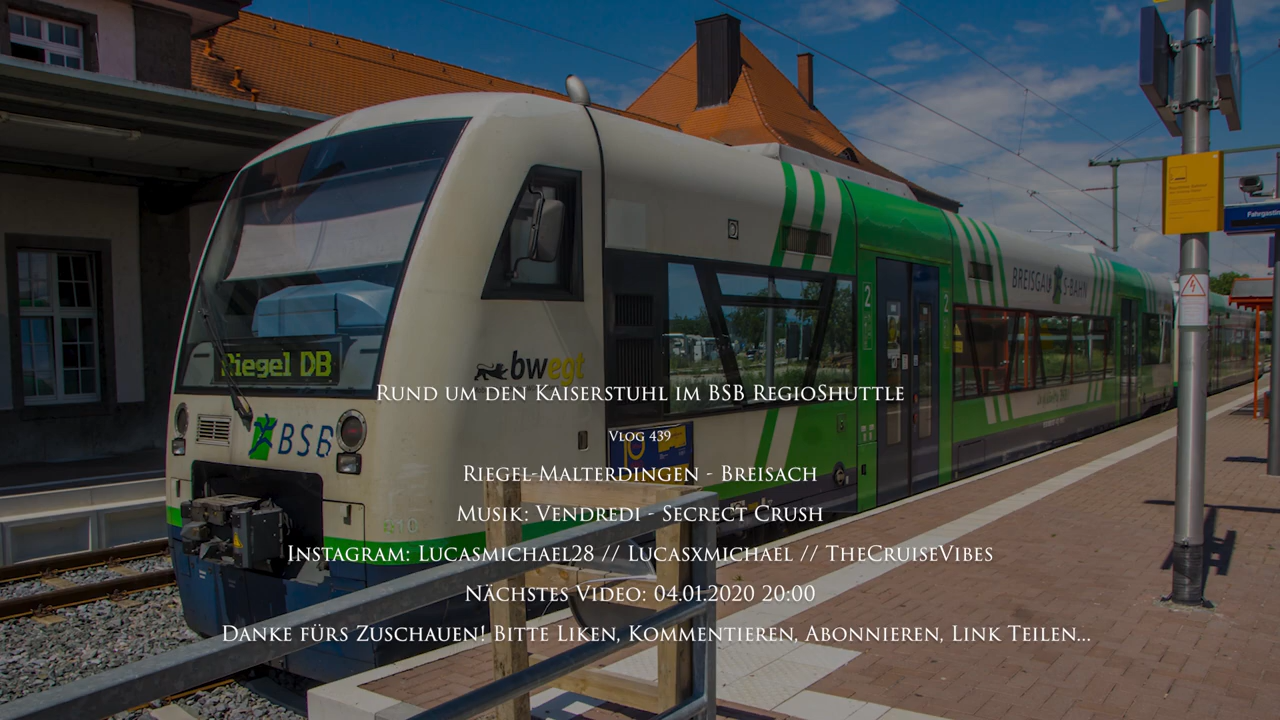 Riegel DB
bwegt
BSB
2
2
BREISGAU S-BAHN
Rund um den Kaiserstuhl im BSB RegioShuttle
Vlog 439
Riegel-Malterdingen - Breisach
Musik: Vendredi - Secrect Crush
Instagram: Lucasmichael28 // Lucasxmichael // TheCruiseVibes
Nächstes Video: 04.01.2020 20:00
Danke fürs Zuschauen! Bitte Liken, Kommentieren, Abonnieren, Link Teilen...